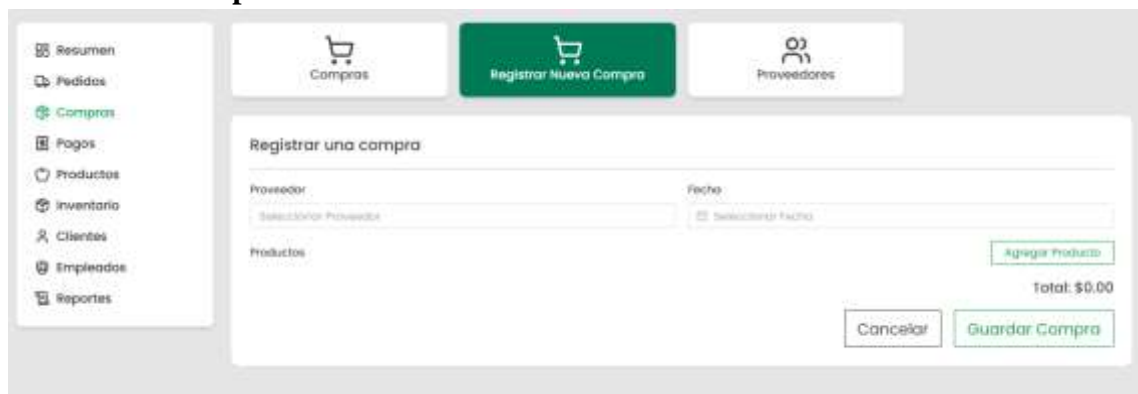 Resumen
Pedidos
Compras
Pagos
Productos
Inventario
Clientes
Empleados
Reportes
Compras
Registrar Nueva Compra
Proveedores
Registrar una compra
Proveedor
Fecha
Seleccionar Proveedor
Seleccionar Fecha
Productos
Agregar Producto
Total: $0.00
Cancelar
Guardar Compra